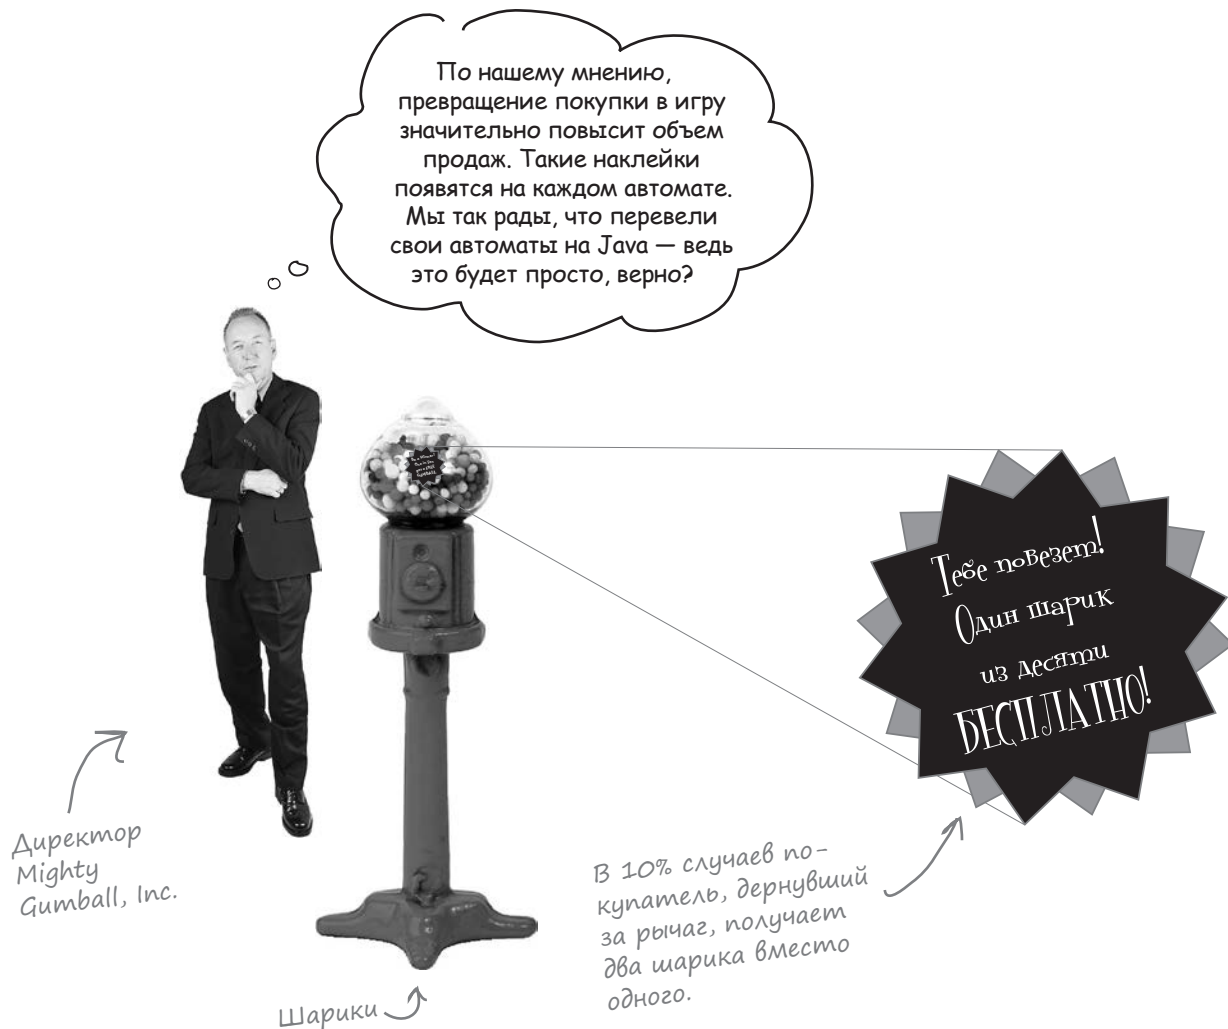 По нашему мнению,
превращение покупки в игру
значительно повысит объем
продаж. Такие наклейки
появятся на каждом автомате.
Мы так рады, что перевели
свои автоматы на Java — ведь
это будет просто, верно?
Тебе повезет!
Один шарик
из десяти
БЕСПЛАТНО!
Директор
Mighty
Gumball, Inc.
В 10% случаев по-
купатель, дернувший
за рычаг, получает
два шарика вместо
одного.
Шарики